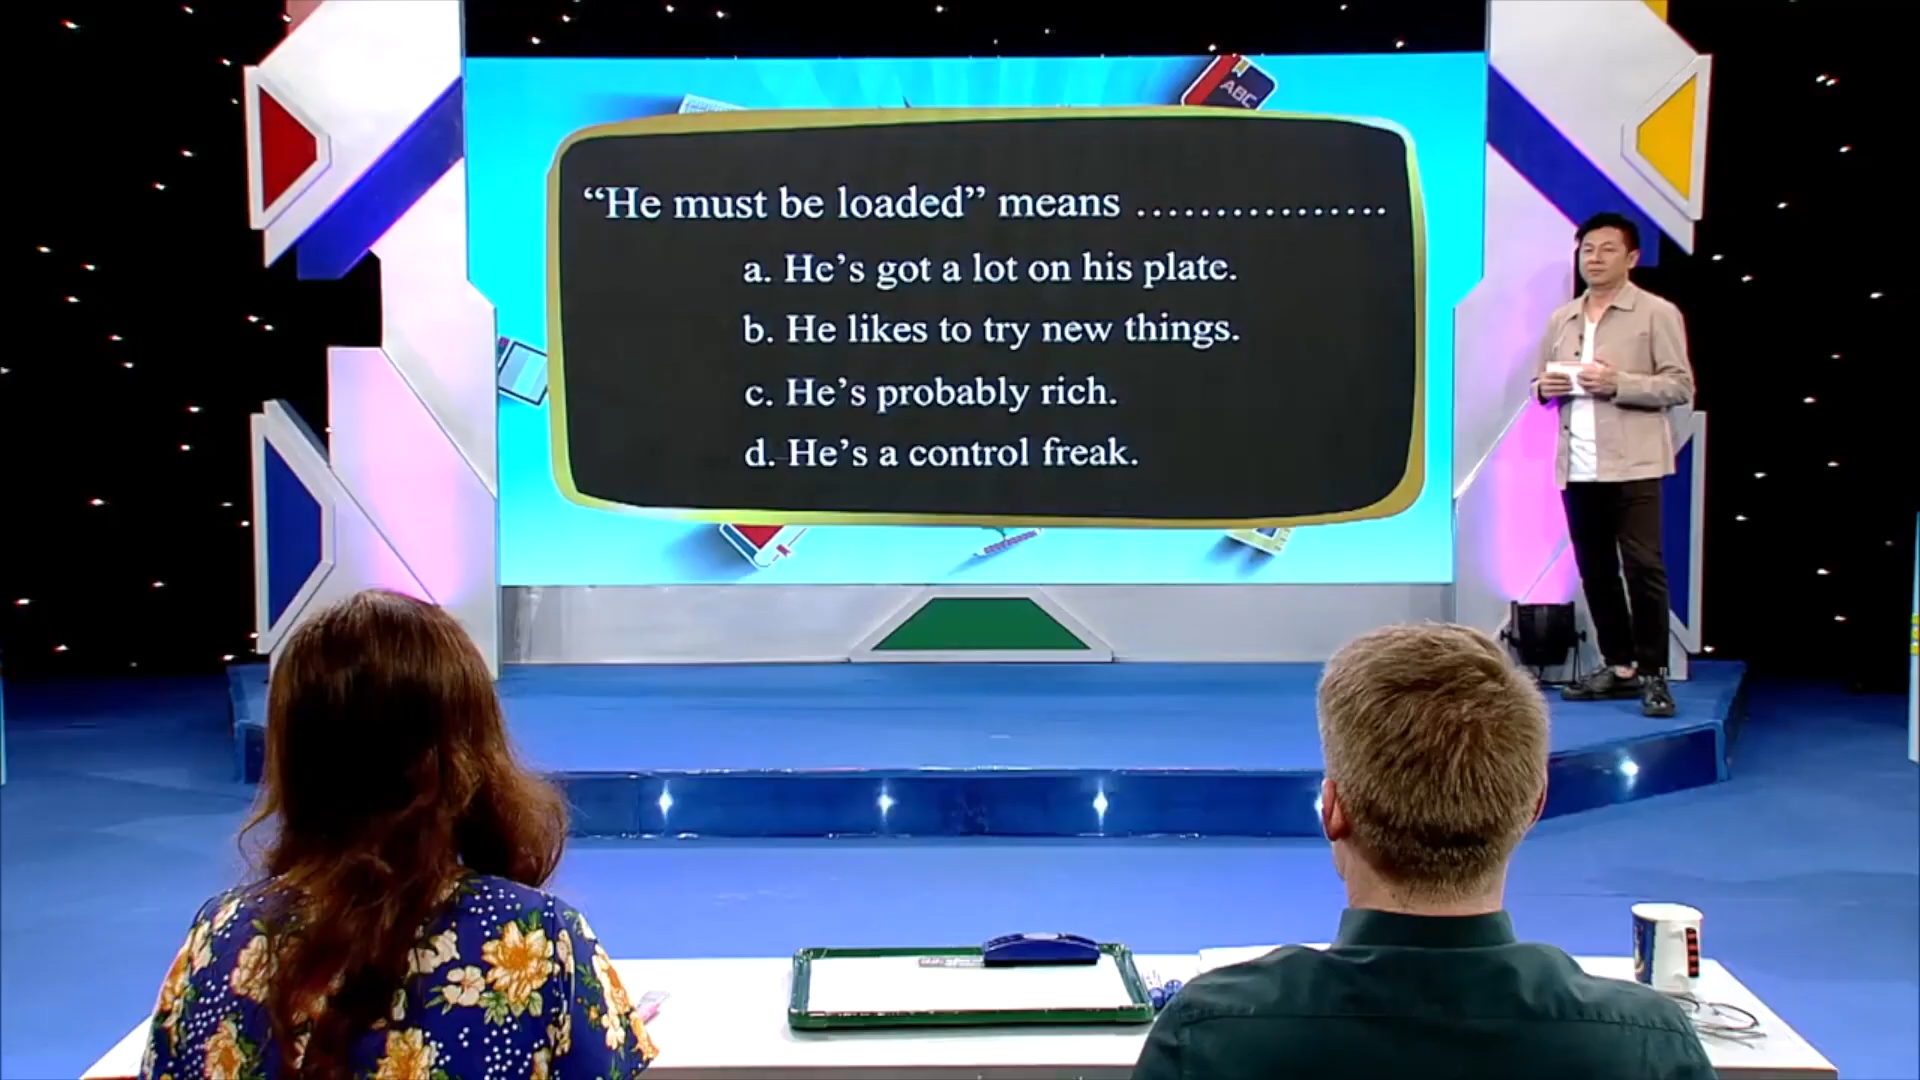 ABC
“He must be loaded” means ................
a. He’s got a lot on his plate.
b. He likes to try new things.
c. He’s probably rich.
d. He’s a control freak.